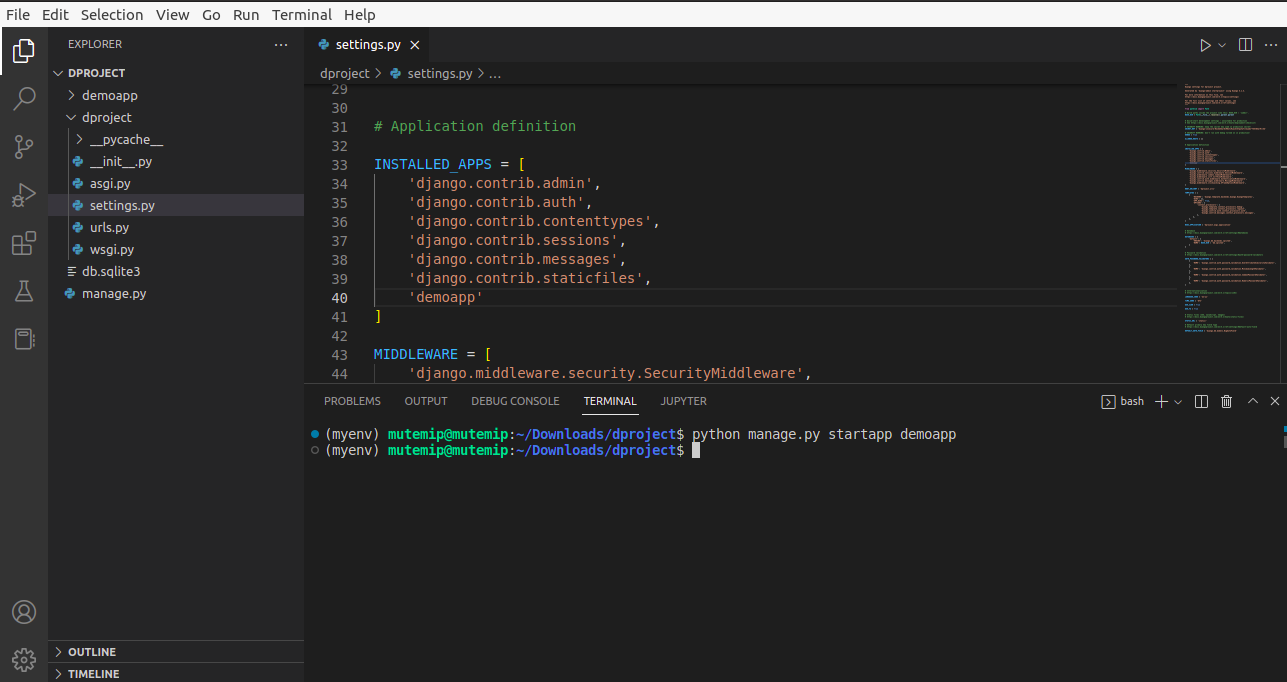 File Edit Selection View Go Run Terminal Help
EXPLORER
DPROJECT
demoapp
dproject
__pycache__
__init__.py
asgi.py
settings.py
urls.py
wsgi.py
db.sqlite3
manage.py
OUTLINE
TIMELINE
settings.py
dproject > settings.py > ...
29
30
31 # Application definition
32
33 INSTALLED_APPS = [
34 'django.contrib.admin',
35 'django.contrib.auth',
36 'django.contrib.contenttypes',
37 'django.contrib.sessions',
38 'django.contrib.messages',
39 'django.contrib.staticfiles',
40 'demoapp'
41 ]
42
43 MIDDLEWARE = [
44 'django.middleware.security.SecurityMiddleware',
PROBLEMS OUTPUT DEBUG CONSOLE TERMINAL JUPYTER bash
(myenv) mutemip@mutemip:~/Downloads/dproject$ python manage.py startapp demoapp
(myenv) mutemip@mutemip:~/Downloads/dproject$